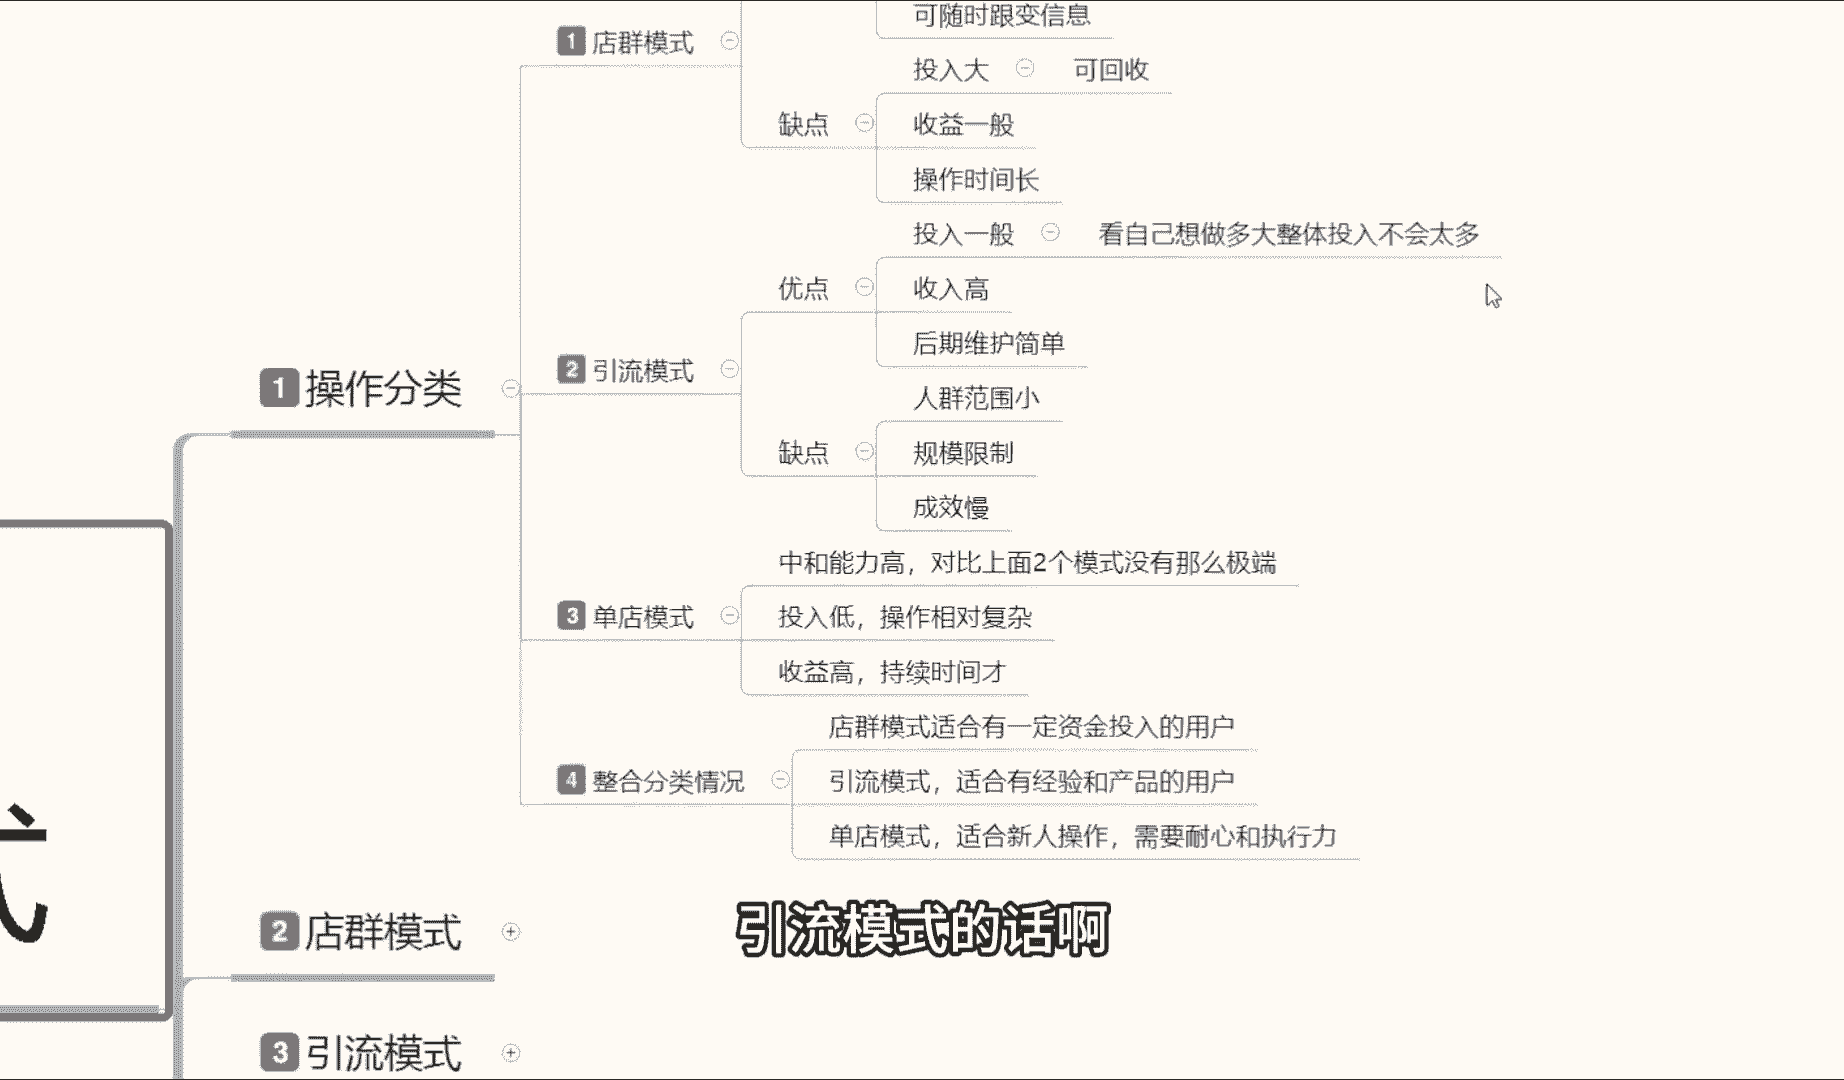 可随时跟变信息
1 店群模式
投入大 可回收
缺点
收益一般
操作时间长
投入一般 看自己想做多大整体投入不会太多
优点
收入高
后期维护简单
2 引流模式
人群范围小
缺点
规模限制
成效慢
1 操作分类
中和能力高，对比上面2个模式没有那么极端
3 单店模式
投入低，操作相对复杂
收益高，持续时间才
店群模式适合有一定资金投入的用户
4 整合分类情况
引流模式，适合有经验和产品的用户
单店模式，适合新人操作，需要耐心和执行力
2 店群模式
3 引流模式
引流模式的话啊